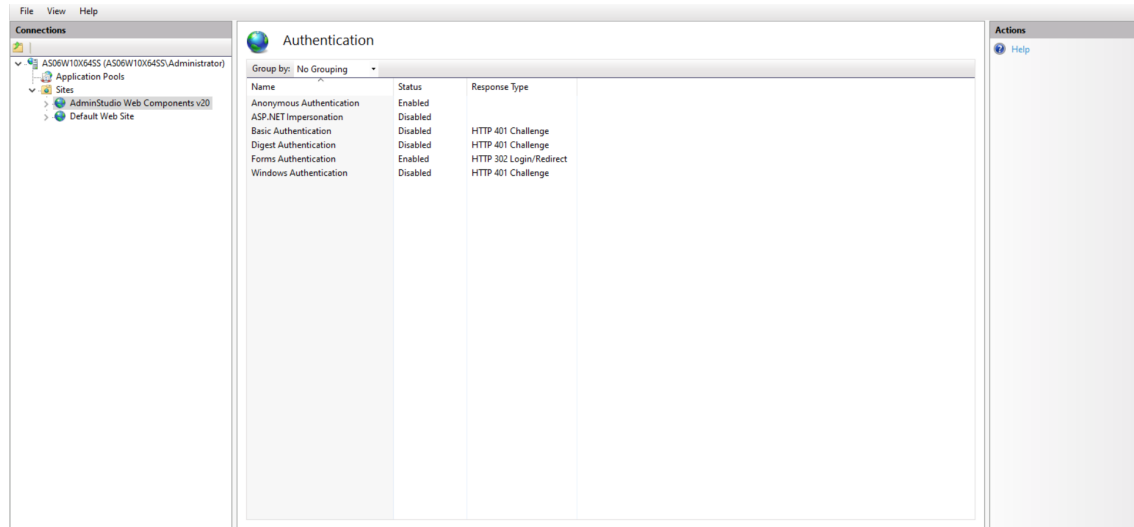 File View Help
Connections
AS06W10X64SS (AS06W10X64SS\Administrator)
Application Pools
Sites
AdminStudio Web Components v20
Default Web Site
Authentication
Group by: No Grouping
Name Status Response Type
Anonymous Authentication Enabled
ASP.NET Impersonation Disabled
Basic Authentication Disabled HTTP 401 Challenge
Digest Authentication Disabled HTTP 401 Challenge
Forms Authentication Enabled HTTP 302 Login/Redirect
Windows Authentication Disabled HTTP 401 Challenge
Actions
Help